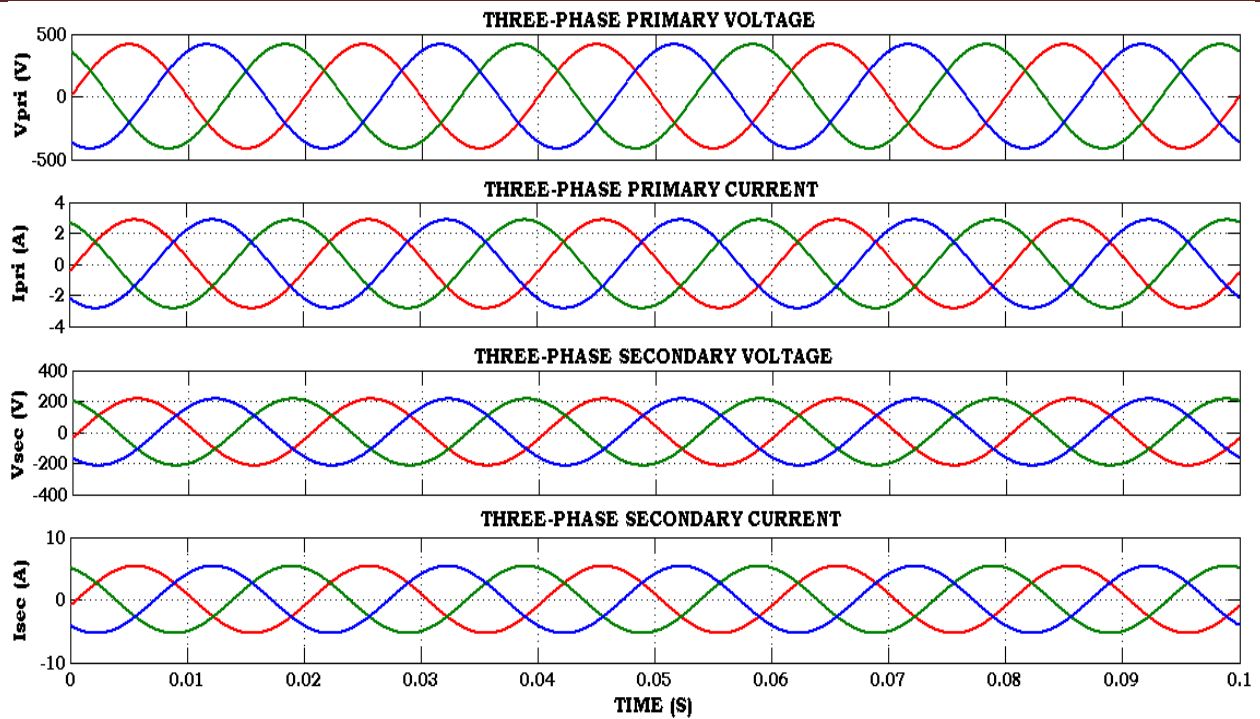 THREE-PHASE PRIMARY VOLTAGE
Vpri (V)
500
0
-500
THREE-PHASE PRIMARY CURRENT
Ipri (A)
4
2
0
-2
-4
THREE-PHASE SECONDARY VOLTAGE
Vsec (V)
400
200
0
-200
-400
THREE-PHASE SECONDARY CURRENT
Isec (A)
10
0
-10
0 0.01 0.02 0.03 0.04 0.05 0.06 0.07 0.08 0.09 0.1
TIME (S)